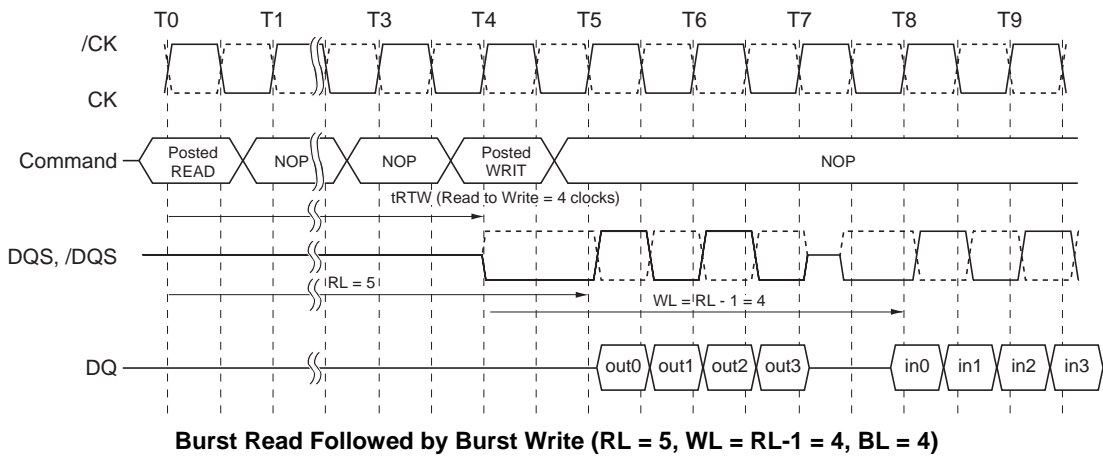 T0 T1 T3 T4 T5 T6 T7 T8 T9
/CK
CK
Command
Posted READ
NOP
NOP
Posted WRIT
NOP
tRTW (Read to Write = 4 clocks)
DQS, /DQS
RL = 5
WL = RL - 1 = 4
DQ
out0 out1 out2 out3 in0 in1 in2 in3
Burst Read Followed by Burst Write (RL = 5, WL = RL-1 = 4, BL = 4)